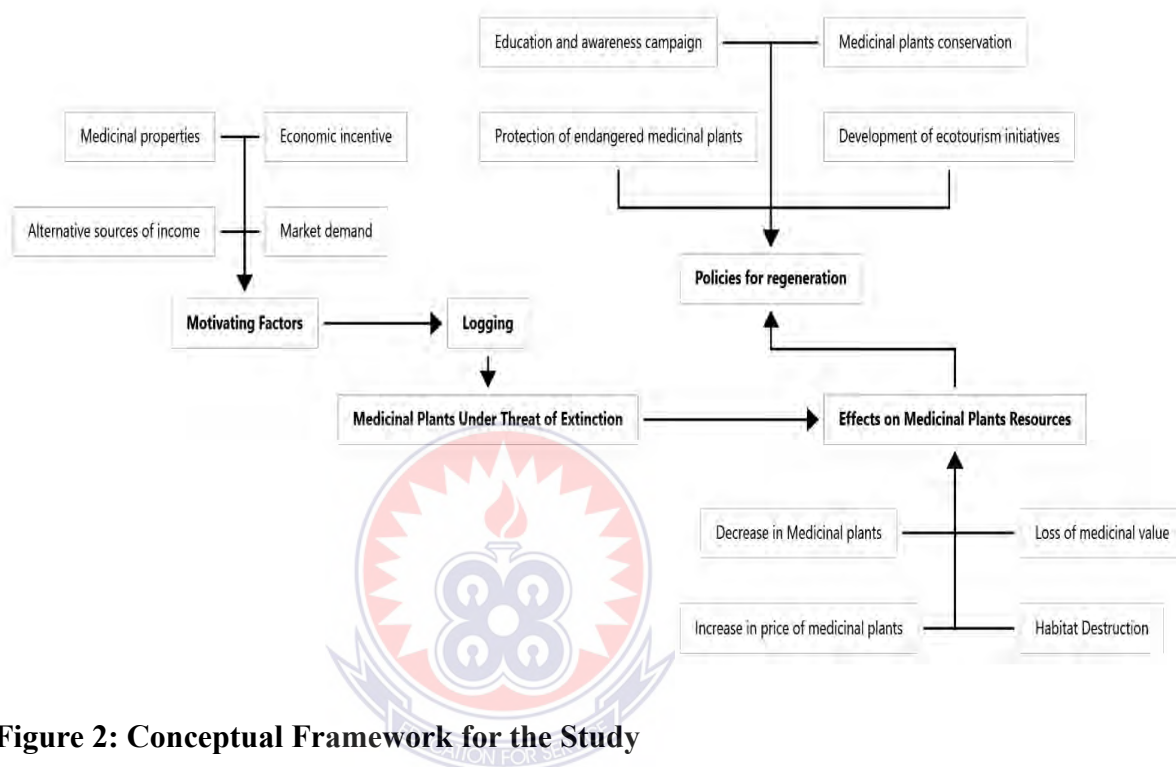 Education and awareness campaign
Medicinal plants conservation
Medicinal properties
Economic incentive
Protection of endangered medicinal plants
Development of ecotourism initiatives
Alternative sources of income
Market demand
Policies for regeneration
Motivating Factors
Logging
Medicinal Plants Under Threat of Extinction
Effects on Medicinal Plants Resources
Decrease in Medicinal plants
Loss of medicinal value
Increase in price of medicinal plants
Habitat Destruction
Figure 2: Conceptual Framework for the Study
EDUCATION FOR SERVICE